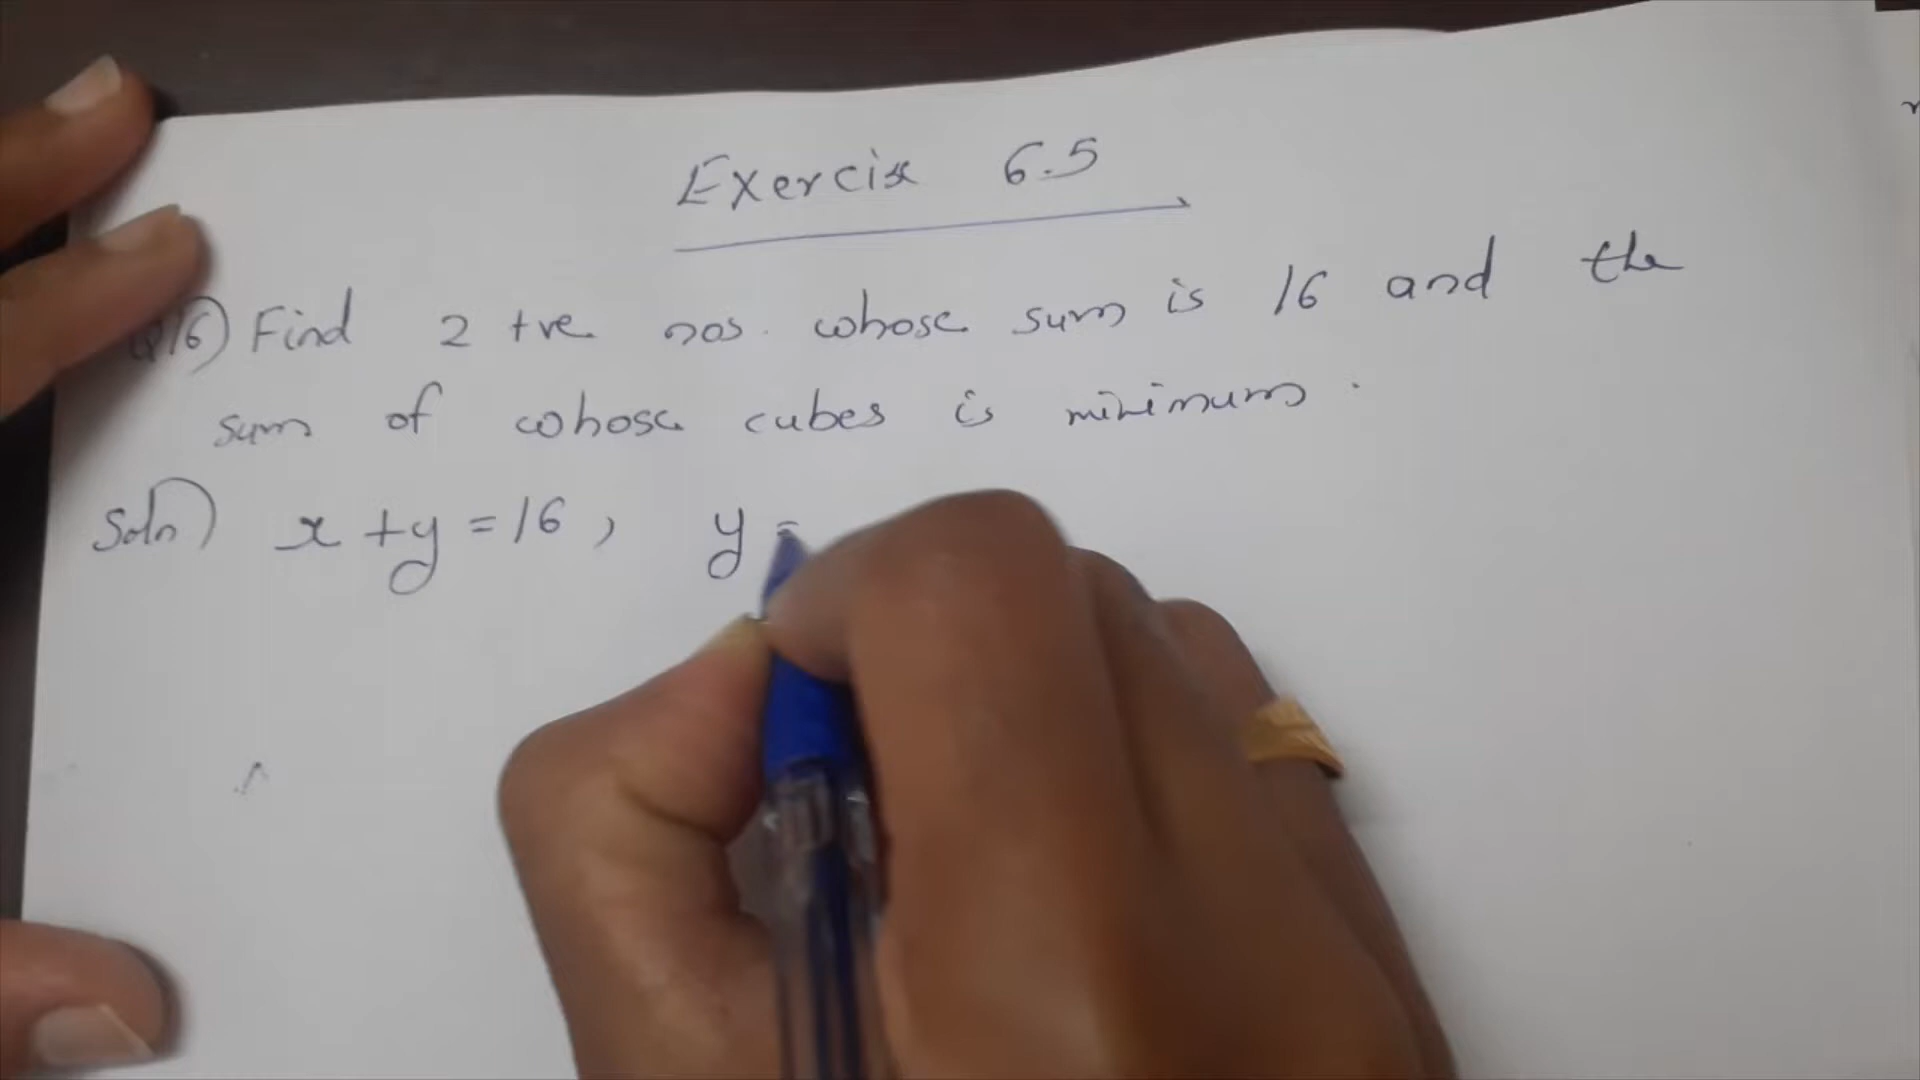 Exercise 6.5
Q16) Find 2 +ve nos. whose sum is 16 and the
sum of whose cubes is minimum.
Soln) x + y = 16, y =